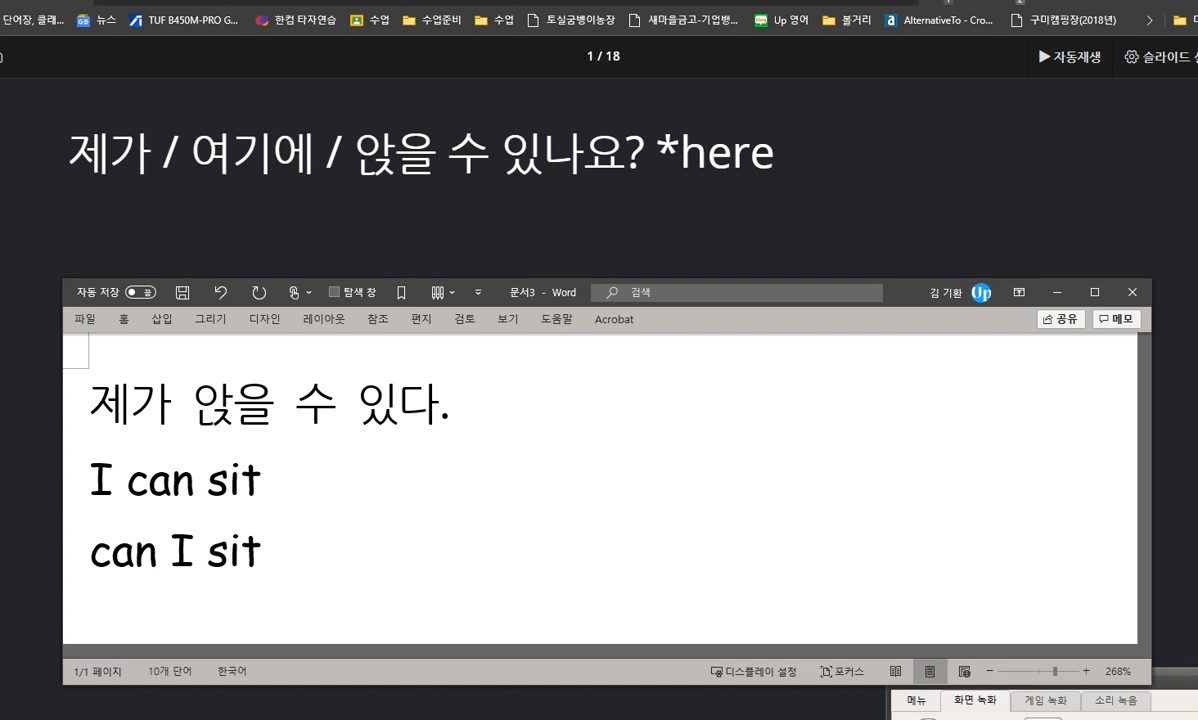 단어장, 클래... 뉴스 TUF B450M-PRO G... 한컴 타자연습 수업 수업준비 수업 토실굼벵이농장 새마을금고-기업뱅... Up 영어 볼거리 AlternativeTo - Cro... 구미캠핑장(2018년)
1 / 18 ▶ 자동재생 슬라이드
제가 / 여기에 / 앉을 수 있나요? *here
자동 저장 끔 탐색 창 문서3 - Word 검색 김 기환 Up
파일 홈 삽입 그리기 디자인 레이아웃 참조 편지 검토 보기 도움말 Acrobat 공유 메모
제가 앉을 수 있다.
I can sit
can I sit
1/1 페이지 10개 단어 한국어 디스플레이 설정 포커스 - + 268%
메뉴 화면 녹화 게임 녹화 소리 녹음